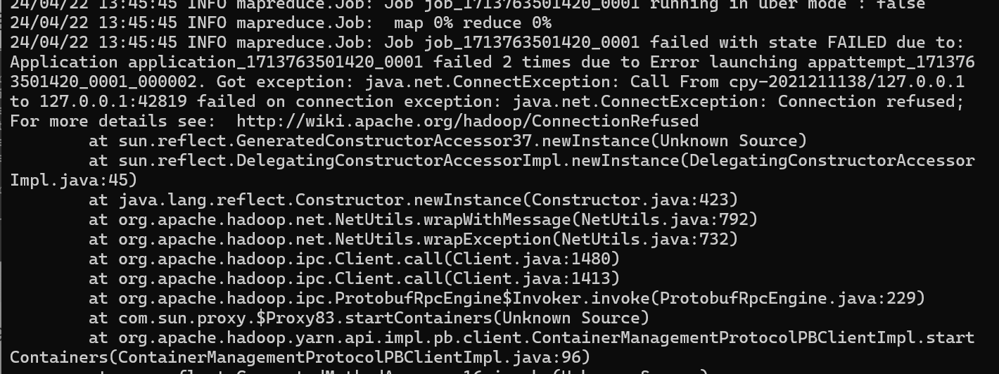 24/04/22 13:45:45 INFO mapreduce.Job: Job job_1713763501420_0001 running in uber mode : false
24/04/22 13:45:45 INFO mapreduce.Job:  map 0% reduce 0%
24/04/22 13:45:45 INFO mapreduce.Job: Job job_1713763501420_0001 failed with state FAILED due to:
Application application_1713763501420_0001 failed 2 times due to Error launching appattempt_171376
3501420_0001_000002. Got exception: java.net.ConnectException: Call From cpy-2021211138/127.0.0.1
to 127.0.0.1:42819 failed on connection exception: java.net.ConnectException: Connection refused;
For more details see:  http://wiki.apache.org/hadoop/ConnectionRefused
        at sun.reflect.GeneratedConstructorAccessor37.newInstance(Unknown Source)
        at sun.reflect.DelegatingConstructorAccessorImpl.newInstance(DelegatingConstructorAccessor
Impl.java:45)
        at java.lang.reflect.Constructor.newInstance(Constructor.java:423)
        at org.apache.hadoop.net.NetUtils.wrapWithMessage(NetUtils.java:792)
        at org.apache.hadoop.net.NetUtils.wrapException(NetUtils.java:732)
        at org.apache.hadoop.ipc.Client.call(Client.java:1480)
        at org.apache.hadoop.ipc.Client.call(Client.java:1413)
        at org.apache.hadoop.ipc.ProtobufRpcEngine$Invoker.invoke(ProtobufRpcEngine.java:229)
        at com.sun.proxy.$Proxy83.startContainers(Unknown Source)
        at org.apache.hadoop.yarn.api.impl.pb.client.ContainerManagementProtocolPBClientImpl.start
Containers(ContainerManagementProtocolPBClientImpl.java:96)